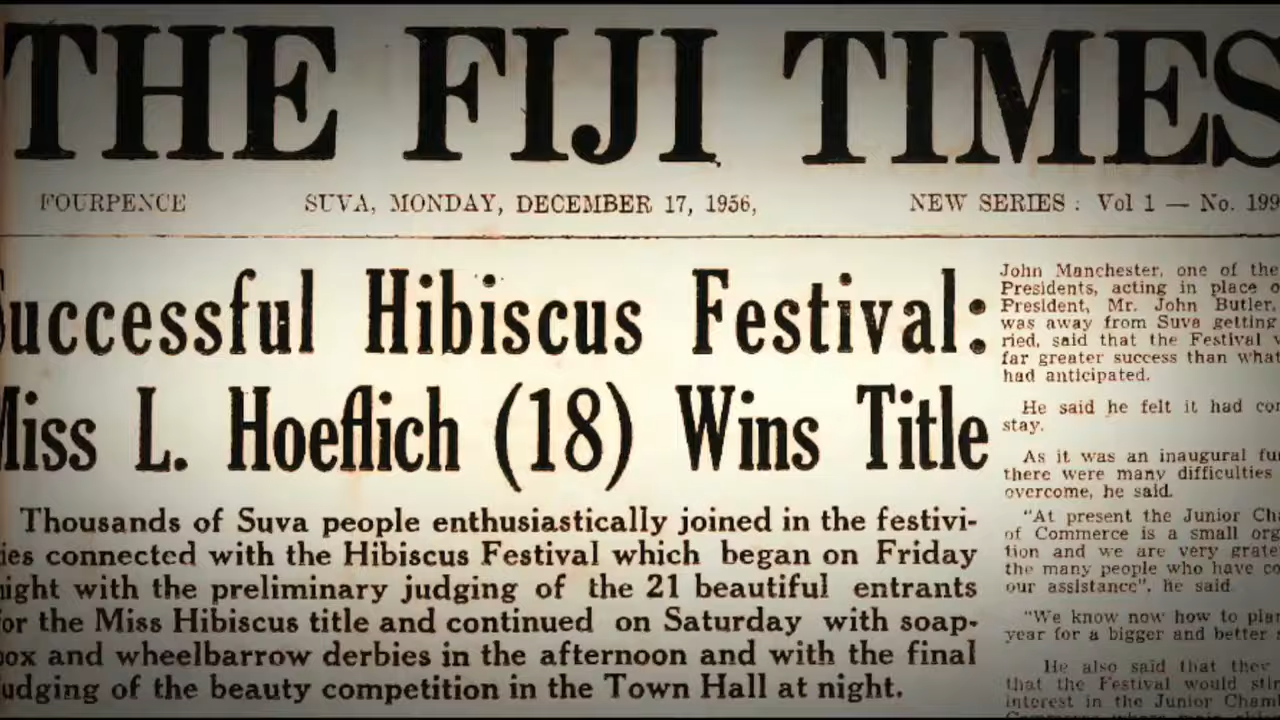 THE FIJI TIMES
FOURPENCE SUVA, MONDAY, DECEMBER 17, 1956, NEW SERIES : Vol 1 — No. 199
Successful Hibiscus Festival:
Miss L. Hoeflich (18) Wins Title
Thousands of Suva people enthusiastically joined in the festivi-
ties connected with the Hibiscus Festival which began on Friday
night with the preliminary judging of the 21 beautiful entrants
for the Miss Hibiscus title and continued on Saturday with soap-
box and wheelbarrow derbies in the afternoon and with the final
judging of the beauty competition in the Town Hall at night.
John Manchester, one of the
Presidents, acting in place
President, Mr. John Butler,
was away from Suva getting
ried, said that the Festival
far greater success than what
had anticipated.
He said he felt it had
stay.
As it was an inaugural
there were many difficulties
overcome, he said.
"At present the Junior
of Commerce is a small
tion and we are very
the many people who have
our assistance", he said.
"We know now how to
year for a bigger and better
He also said that they
that the Festival would
interest in the Junior